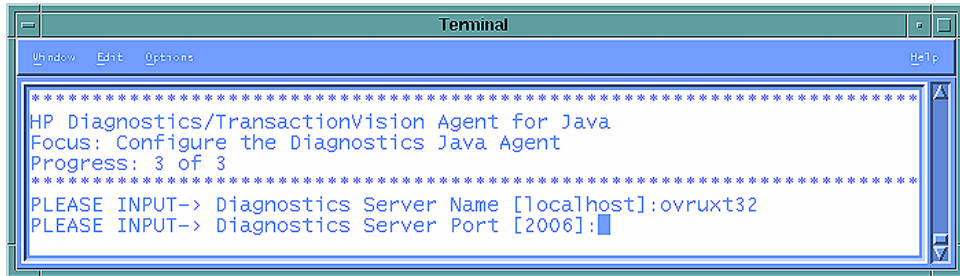 Terminal
Window Edit Options Help
************************************************************************
HP Diagnostics/TransactionVision Agent for Java
Focus: Configure the Diagnostics Java Agent
Progress: 3 of 3
************************************************************************
PLEASE INPUT-> Diagnostics Server Name [localhost]:ovruxt32
PLEASE INPUT-> Diagnostics Server Port [2006]: